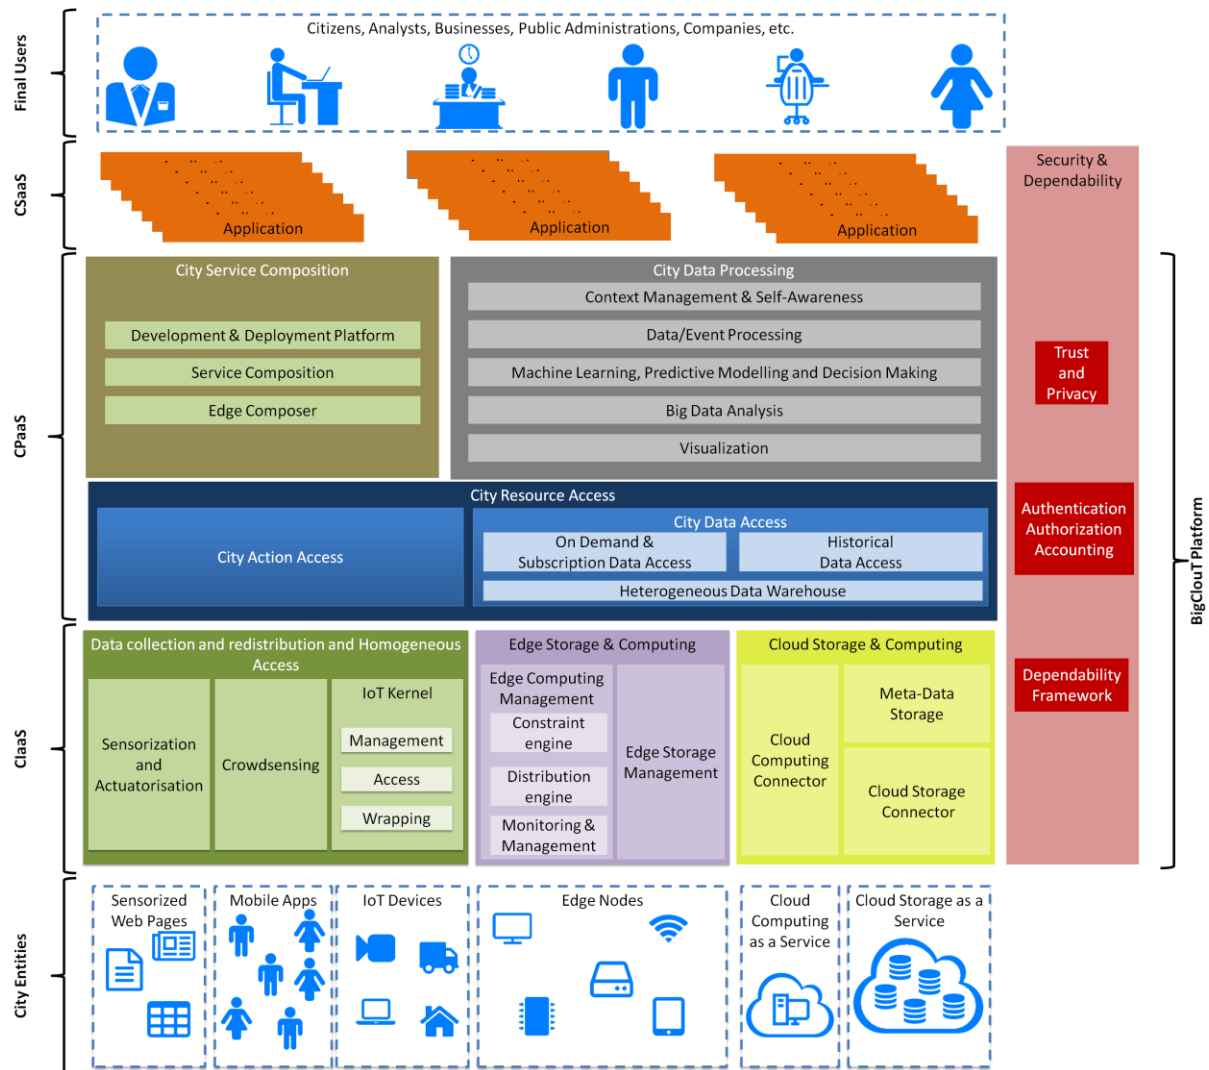 Final Users
Citizens, Analysts, Businesses, Public Administrations, Companies, etc.
CSaaS
Application
Application
Application
Security &
Dependability
CPaaS
City Service Composition
Development & Deployment Platform
Service Composition
Edge Composer
City Data Processing
Context Management & Self-Awareness
Data/Event Processing
Machine Learning, Predictive Modelling and Decision Making
Big Data Analysis
Visualization
Trust
and
Privacy
City Resource Access
City Action Access
City Data Access
On Demand &
Subscription Data Access
Historical
Data Access
Heterogeneous Data Warehouse
Authentication
Authorization
Accounting
BigClouT Platform
CIaaS
Data collection and redistribution and Homogeneous
Access
Sensorization
and
Actuatorisation
Crowdsensing
IoT Kernel
Management
Access
Wrapping
Edge Storage & Computing
Edge Computing
Management
Constraint
engine
Distribution
engine
Monitoring &
Management
Edge Storage
Management
Cloud Storage & Computing
Cloud
Computing
Connector
Meta-Data
Storage
Cloud Storage
Connector
Dependability
Framework
City Entities
Sensorized
Web Pages
Mobile Apps
IoT Devices
Edge Nodes
Cloud
Computing
as a Service
Cloud Storage as a
Service